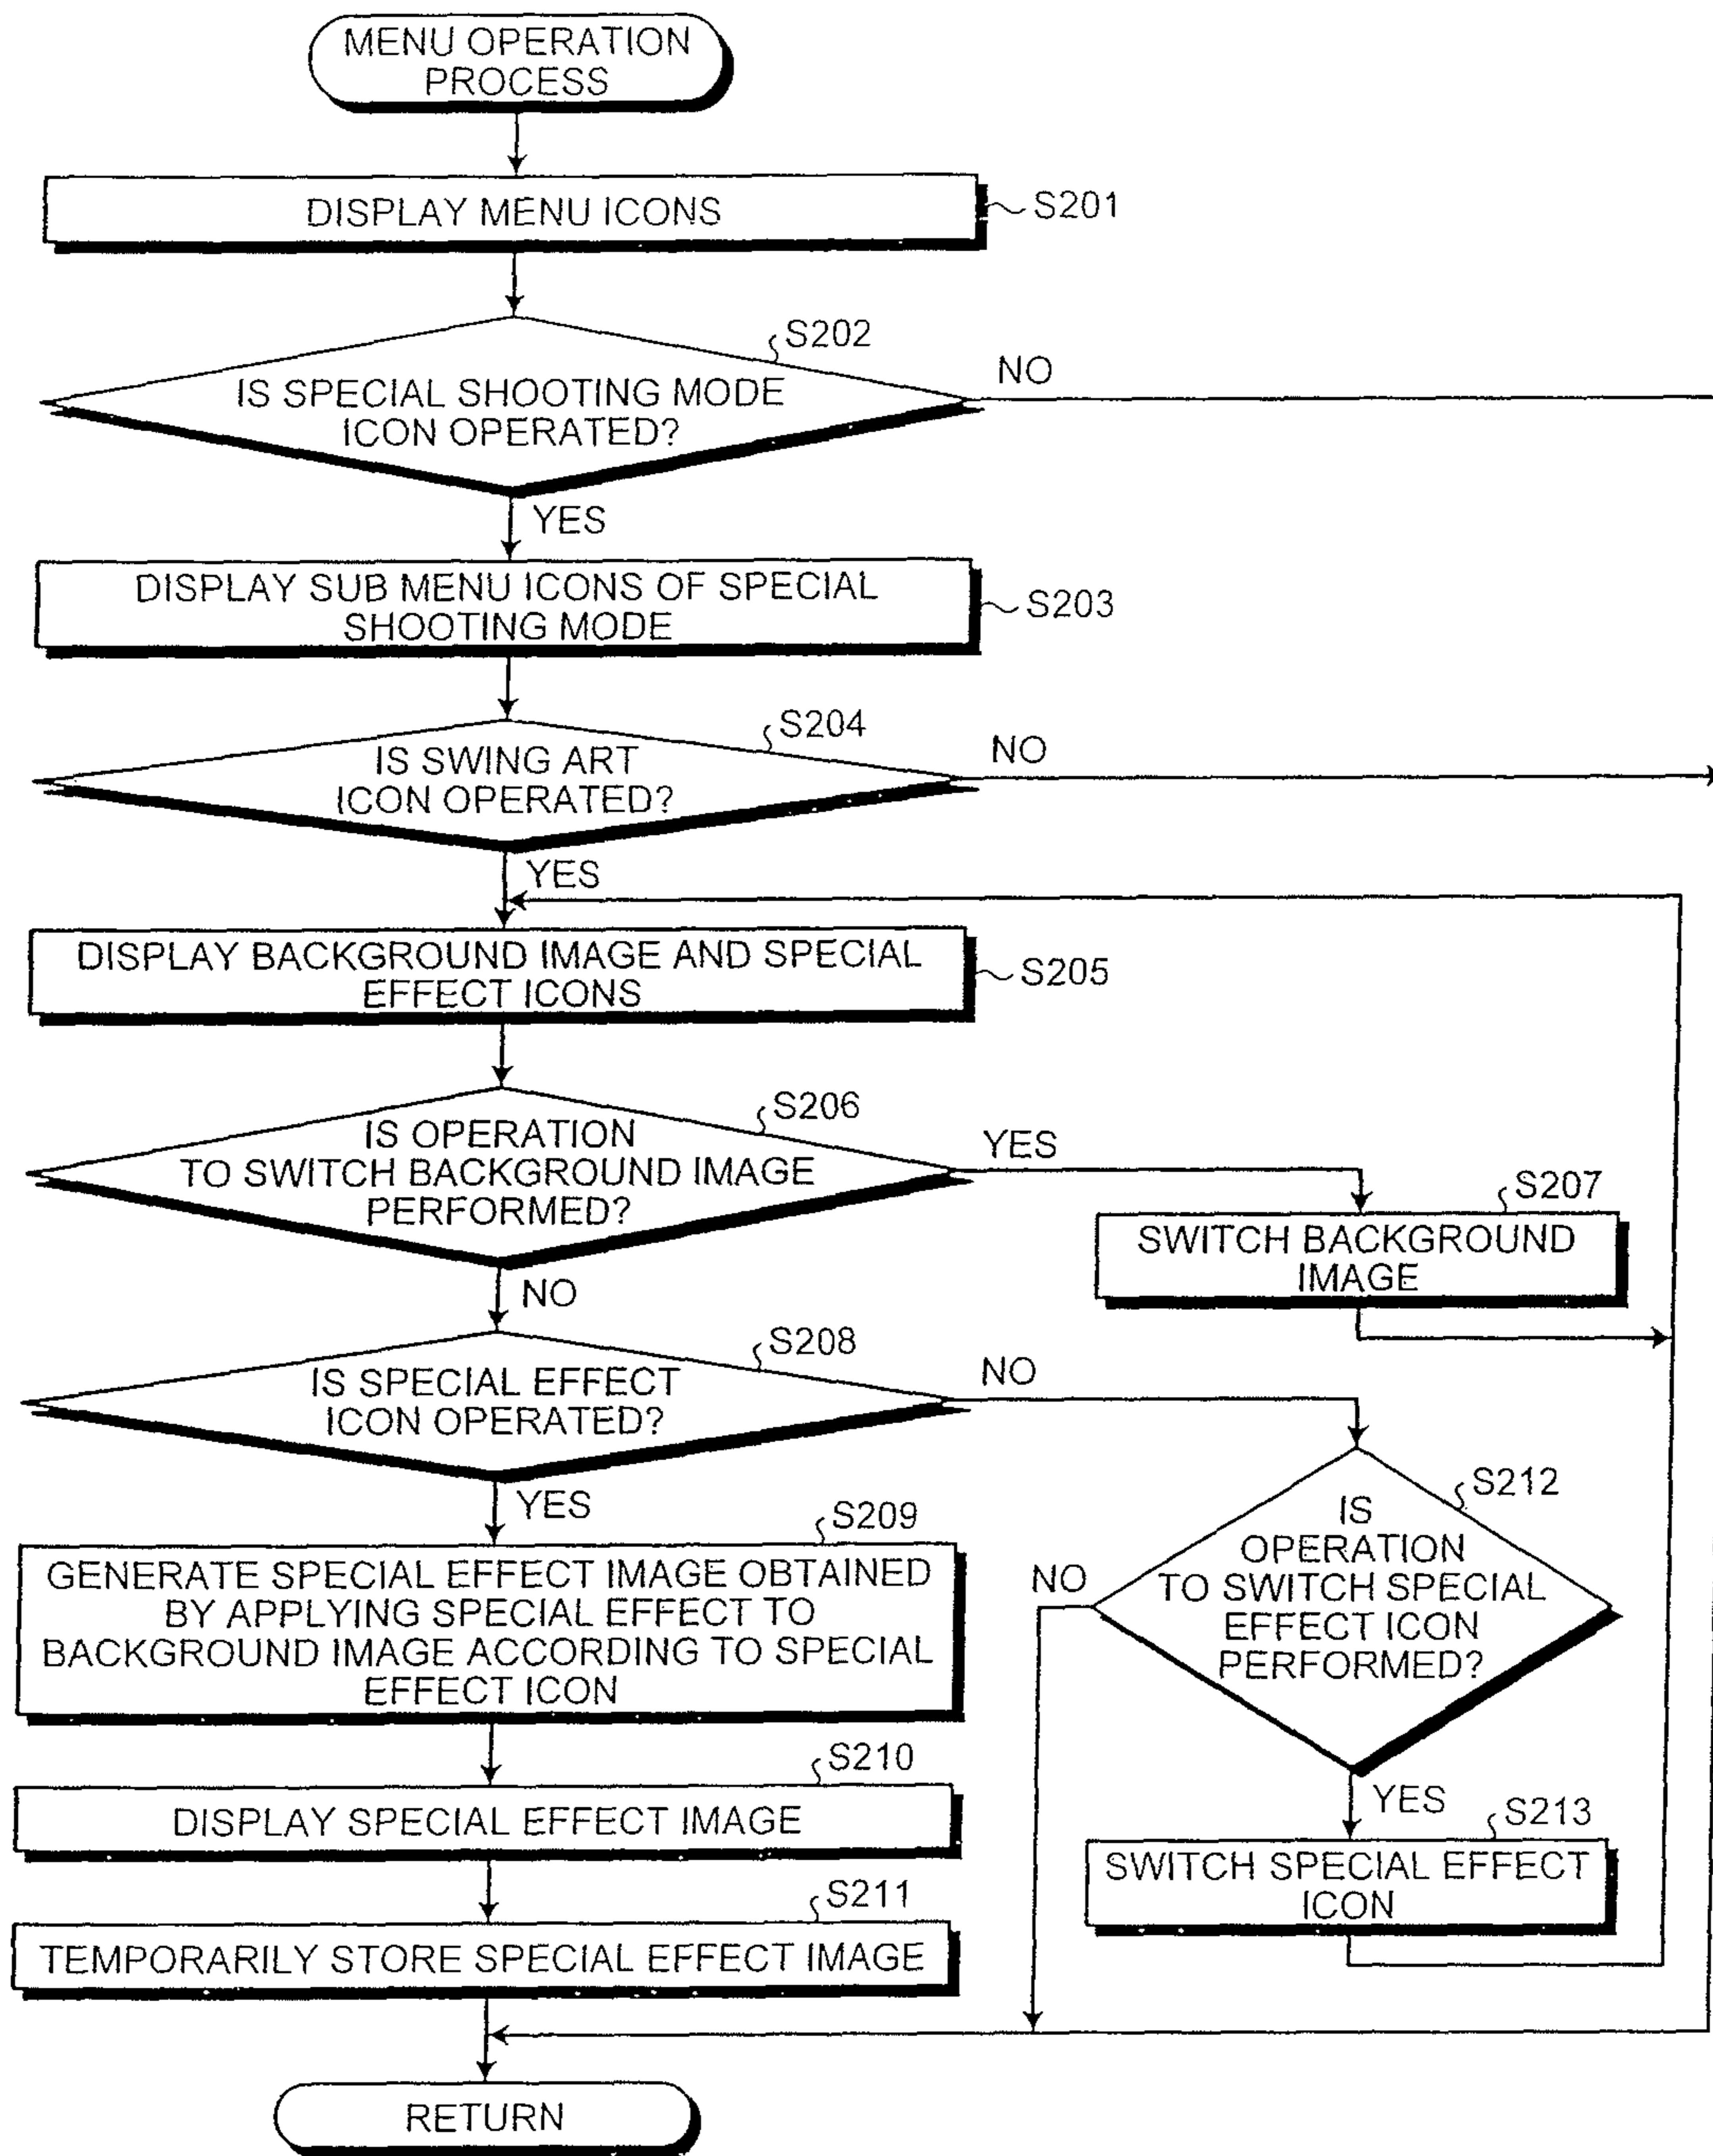 MENU OPERATION
PROCESS
DISPLAY MENU ICONS
S201
S202
IS SPECIAL SHOOTING MODE
ICON OPERATED?
NO
YES
DISPLAY SUB MENU ICONS OF SPECIAL
SHOOTING MODE
S203
S204
IS SWING ART
ICON OPERATED?
NO
YES
DISPLAY BACKGROUND IMAGE AND SPECIAL
EFFECT ICONS
S205
S206
IS OPERATION
TO SWITCH BACKGROUND IMAGE
PERFORMED?
YES
NO
S207
SWITCH BACKGROUND
IMAGE
S208
IS SPECIAL EFFECT
ICON OPERATED?
NO
YES
S209
GENERATE SPECIAL EFFECT IMAGE OBTAINED
BY APPLYING SPECIAL EFFECT TO
BACKGROUND IMAGE ACCORDING TO SPECIAL
EFFECT ICON
S212
IS
OPERATION
TO SWITCH SPECIAL
EFFECT ICON
PERFORMED?
NO
YES
S210
DISPLAY SPECIAL EFFECT IMAGE
S213
SWITCH SPECIAL EFFECT
ICON
S211
TEMPORARILY STORE SPECIAL EFFECT IMAGE
RETURN